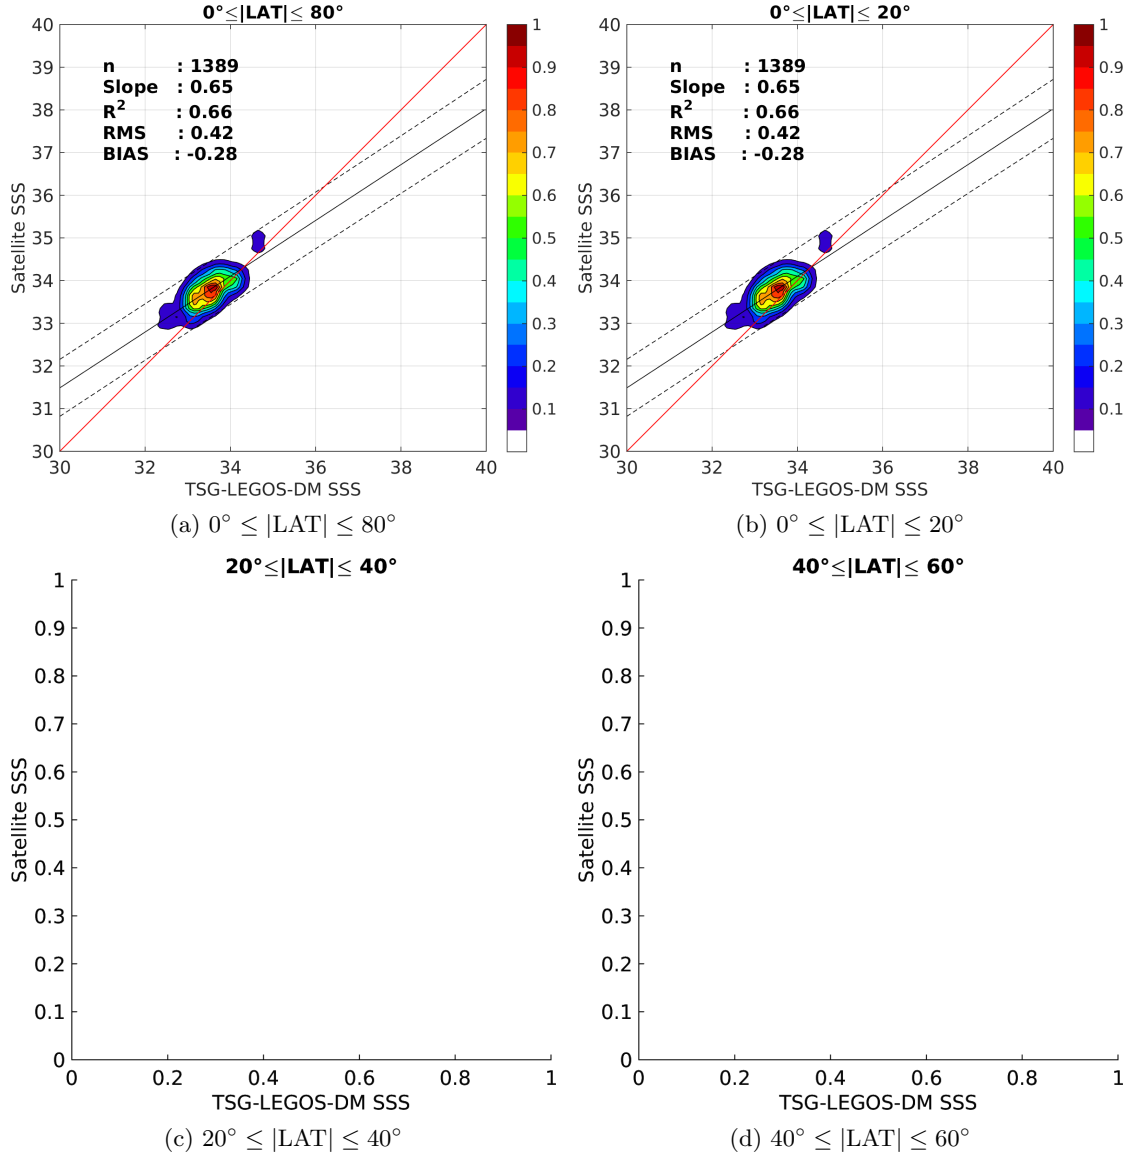 0°≤|LAT|≤ 80°
40
39
38
37
36
35
34
33
32
31
30
n : 1389
Slope : 0.65
R² : 0.66
RMS : 0.42
BIAS : -0.28
Satellite SSS
30 32 34 36 38 40
TSG-LEGOS-DM SSS
1
0.9
0.8
0.7
0.6
0.5
0.4
0.3
0.2
0.1
(a) 0° ≤ |LAT| ≤ 80°
0°≤|LAT|≤ 20°
40
39
38
37
36
35
34
33
32
31
30
n : 1389
Slope : 0.65
R² : 0.66
RMS : 0.42
BIAS : -0.28
Satellite SSS
30 32 34 36 38 40
TSG-LEGOS-DM SSS
1
0.9
0.8
0.7
0.6
0.5
0.4
0.3
0.2
0.1
(b) 0° ≤ |LAT| ≤ 20°
20°≤|LAT|≤ 40°
1
0.9
0.8
0.7
0.6
0.5
0.4
0.3
0.2
0.1
0
Satellite SSS
0 0.2 0.4 0.6 0.8 1
TSG-LEGOS-DM SSS
(c) 20° ≤ |LAT| ≤ 40°
40°≤|LAT|≤ 60°
1
0.9
0.8
0.7
0.6
0.5
0.4
0.3
0.2
0.1
0
Satellite SSS
0 0.2 0.4 0.6 0.8 1
TSG-LEGOS-DM SSS
(d) 40° ≤ |LAT| ≤ 60°